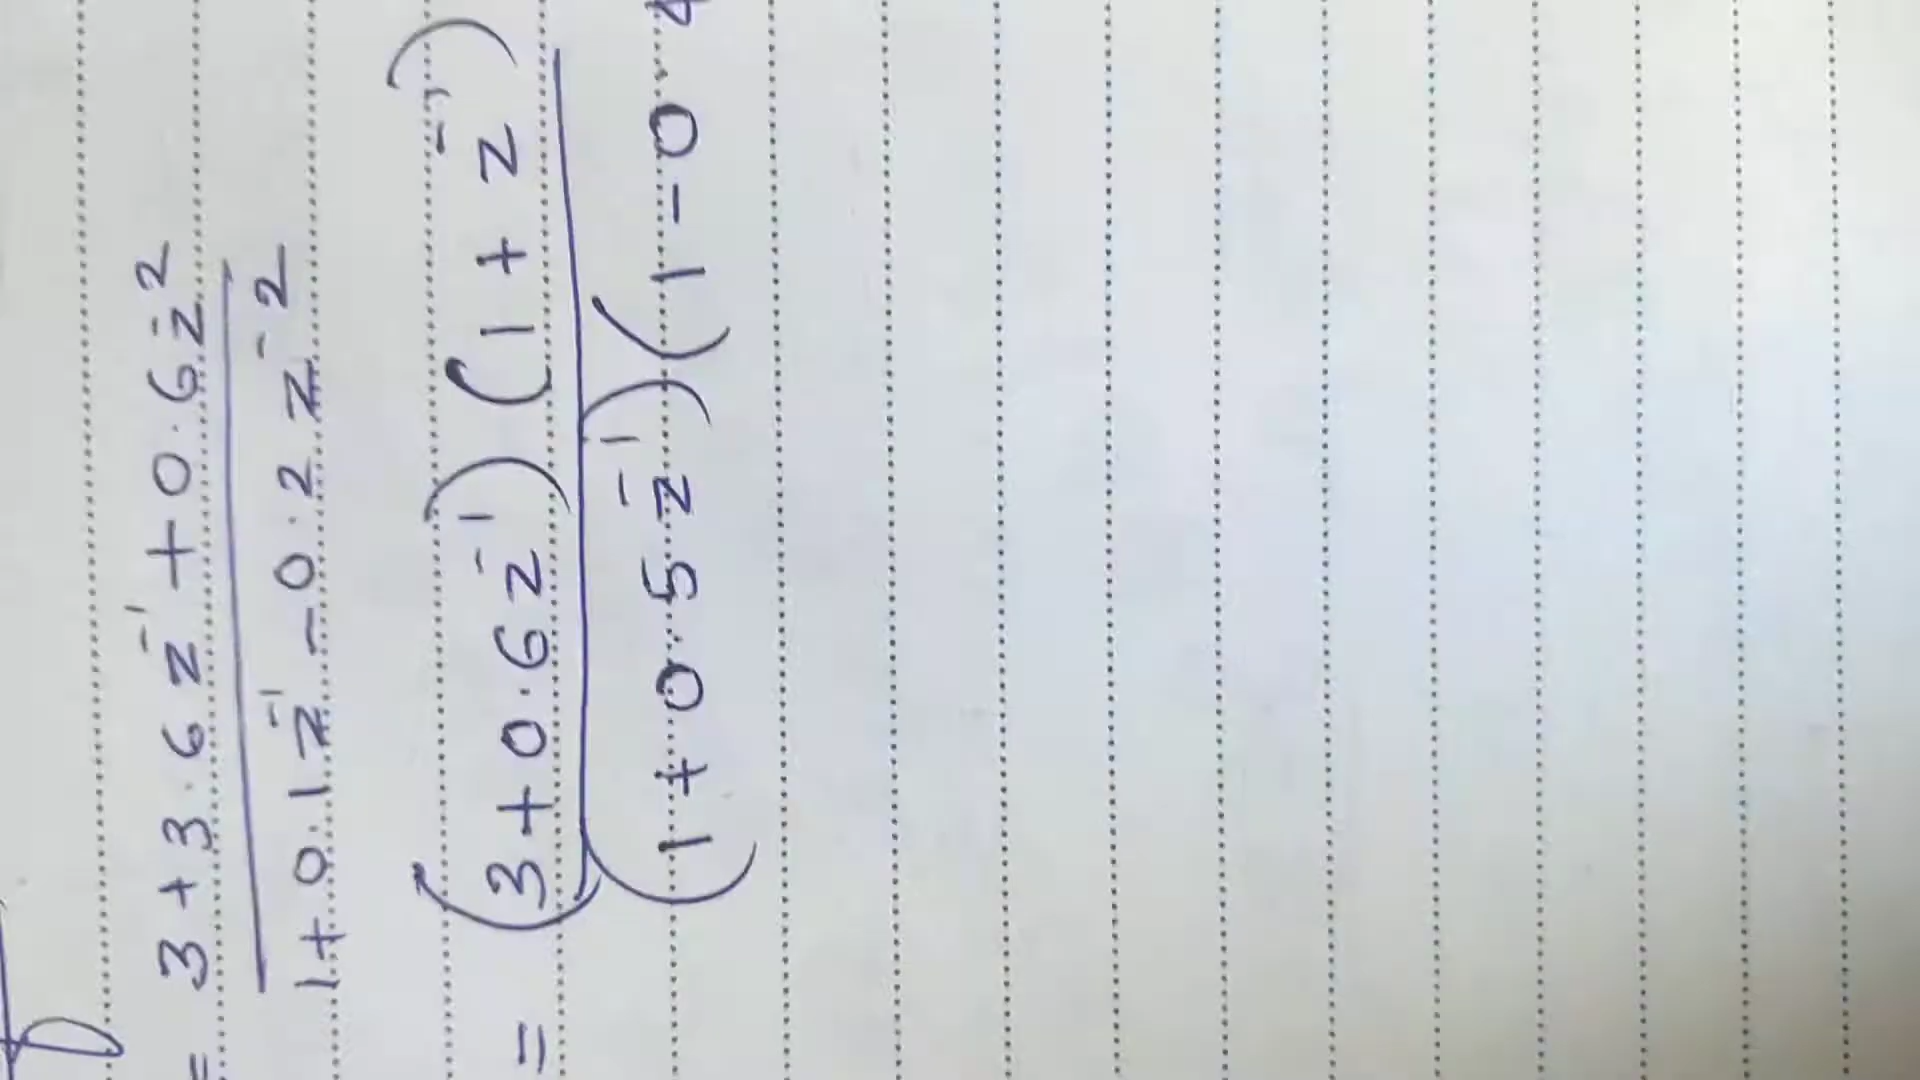 = 3 + 3.6 z⁻¹ + 0.6 z⁻²
1 + 0.1 z⁻¹ - 0.2 z⁻²
= (3 + 0.6 z⁻¹) (1 + z⁻¹)
(1 + 0.5 z⁻¹)(1 - 0.